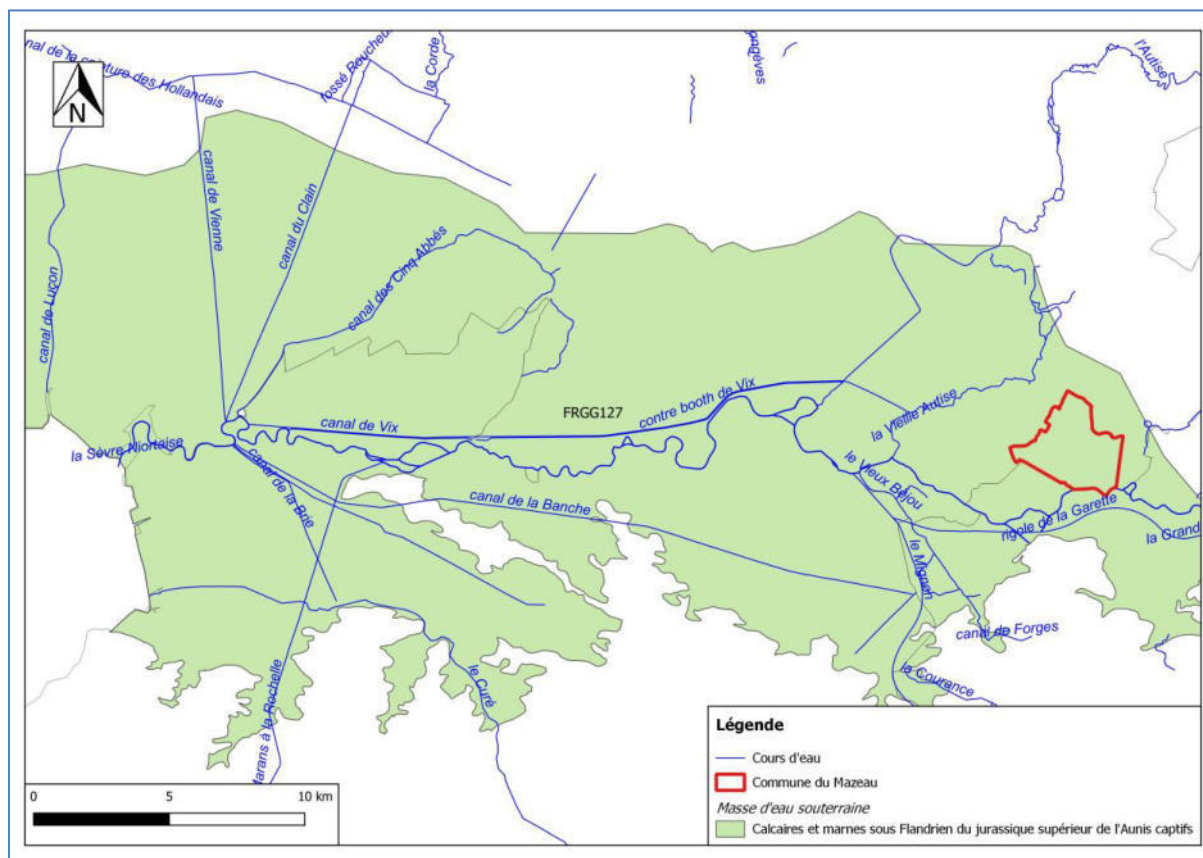 nal de la ceinture des Hollandais
fossé Roucheux
la Corde
ongèves
l'Autise
N
canal de Vienne
canal du Clain
canal des Cinq Abbés
canal de Luçon
FRGG127
contre booth de Vix
canal de Vix
la Vieille Autise
la Sèvre Niortaise
le Vieux Béjou
canal de la Brie
canal de la Banche
rigole de la Garette
la Grand
le Mignon
canal de Forges
le Curé
la Courance
Marans à la Rochelle
Légende
Cours d'eau
Commune du Mazeau
Masse d'eau souterraine
Calcaires et marnes sous Flandrien du jurassique supérieur de l'Aunis captifs
0 5 10 km